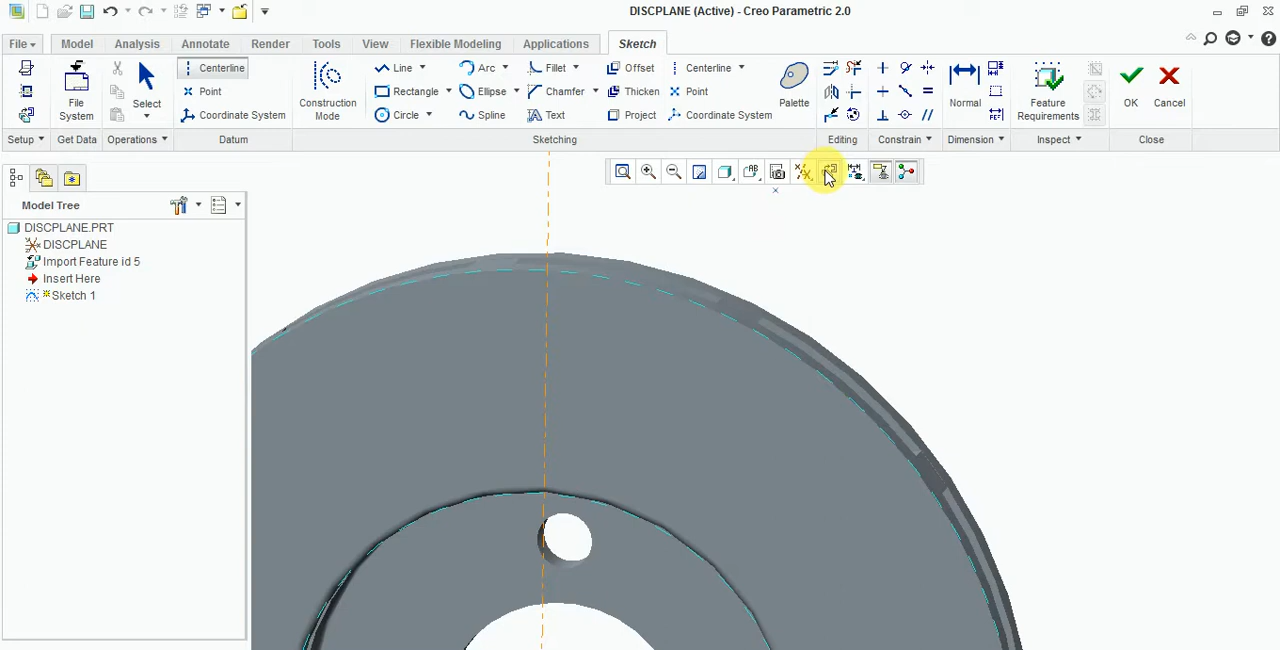 DISCPLANE (Active) - Creo Parametric 2.0
File Model Analysis Annotate Render Tools View Flexible Modeling Applications Sketch
Centerline Line Arc Fillet Offset Centerline
Point Rectangle Ellipse Chamfer Thicken Point
File System Select Coordinate System Construction Mode Circle Spline Text Project Coordinate System Palette Normal Feature Requirements OK Cancel
Setup Get Data Operations Datum Sketching Editing Constrain Dimension Inspect Close
Model Tree
DISCPLANE.PRT
DISCPLANE
Import Feature id 5
Insert Here
Sketch 1